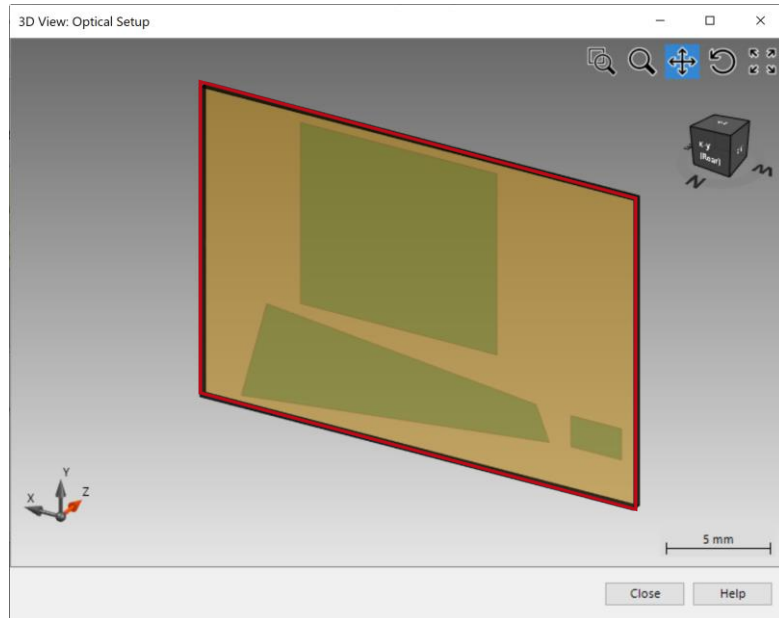 3D View: Optical Setup
x-y
(Rear)
N
Y
X
Z
5 mm
Close
Help